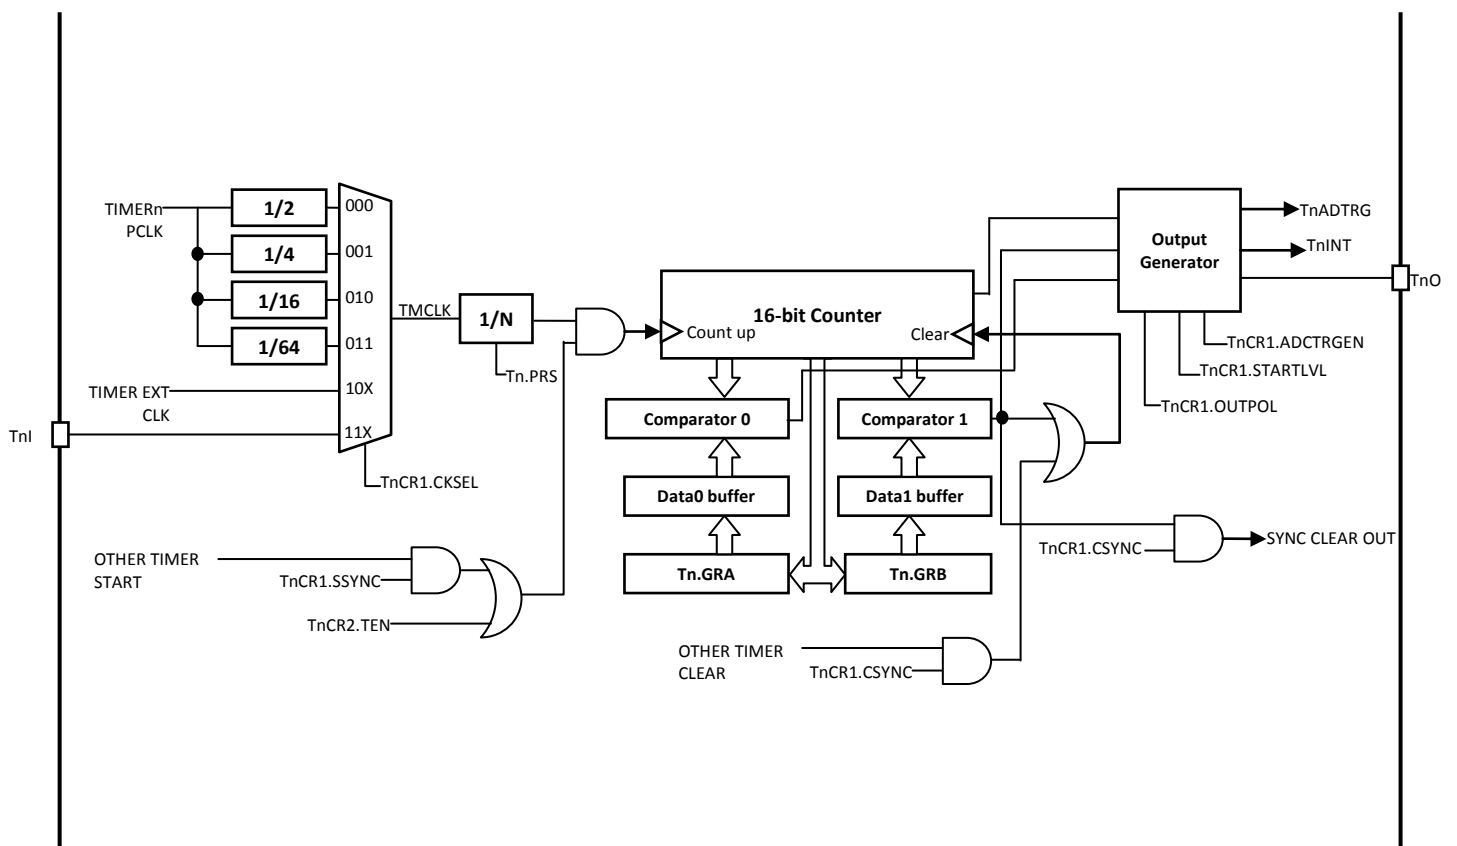 TIMERn
PCLK
1/2
000
1/4
001
1/16
010
1/64
011
TIMER EXT
CLK
10X
TnI
11X
TnCR1.CKSEL
TMCLK
1/N
Tn.PRS
OTHER TIMER
START
TnCR1.SSYNC
TnCR2.TEN
16-bit Counter
Count up
Clear
Comparator 0
Comparator 1
Data0 buffer
Data1 buffer
Tn.GRA
Tn.GRB
OTHER TIMER
CLEAR
TnCR1.CSYNC
Output
Generator
TnADTRG
TnINT
TnO
TnCR1.ADCTRGEN
TnCR1.STARTLVL
TnCR1.OUTPOL
TnCR1.CSYNC
SYNC CLEAR OUT